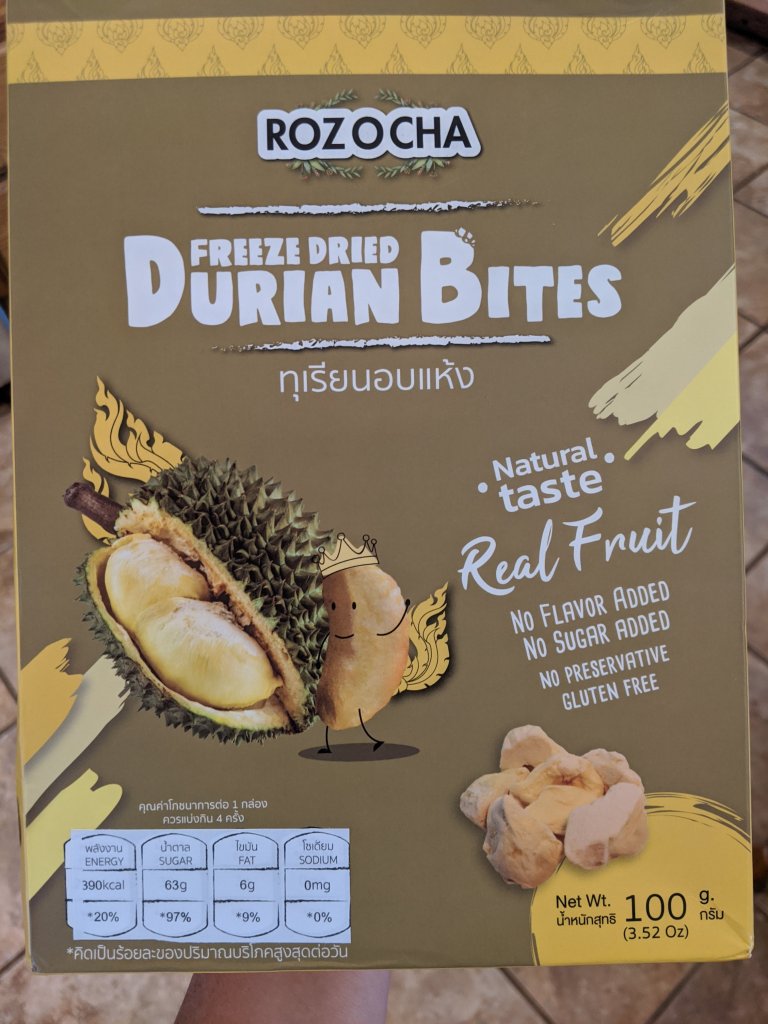 ROZOCHA
FREEZE DRIED
DURIAN BITES
ทุเรียนอบแห้ง
Natural
taste
Real Fruit
NO FLAVOR ADDED
NO SUGAR ADDED
NO PRESERVATIVE
GLUTEN FREE
คุณค่าโภชนาการต่อ 1 กล่อง
ควรแบ่งกิน 4 ครั้ง
พลังงาน น้ำตาล ไขมัน โซเดียม
ENERGY SUGAR FAT SODIUM
390kcal 63g 6g 0mg
*20% *97% *9% *0%
*คิดเป็นร้อยละของปริมาณบริโภคสูงสุดต่อวัน
Net Wt. 100 g.
น้ำหนักสุทธิ กรัม
(3.52 Oz)